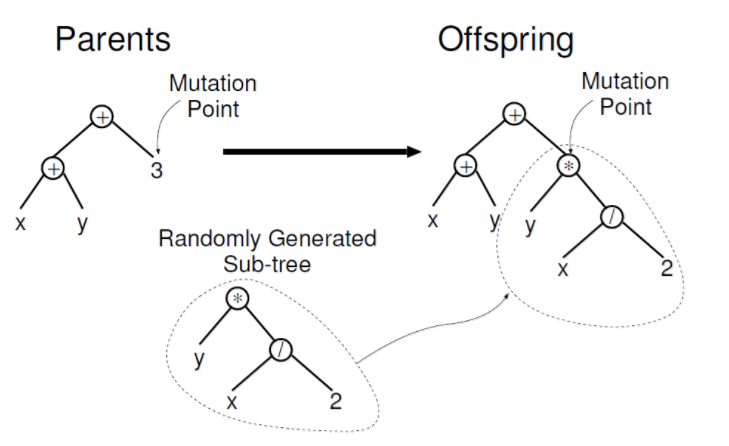 Parents
Offspring
Mutation
Point
+
+
3
x
y
Mutation
Point
+
+
*
x
y
y
/
x
2
Randomly Generated
Sub-tree
*
y
/
x
2